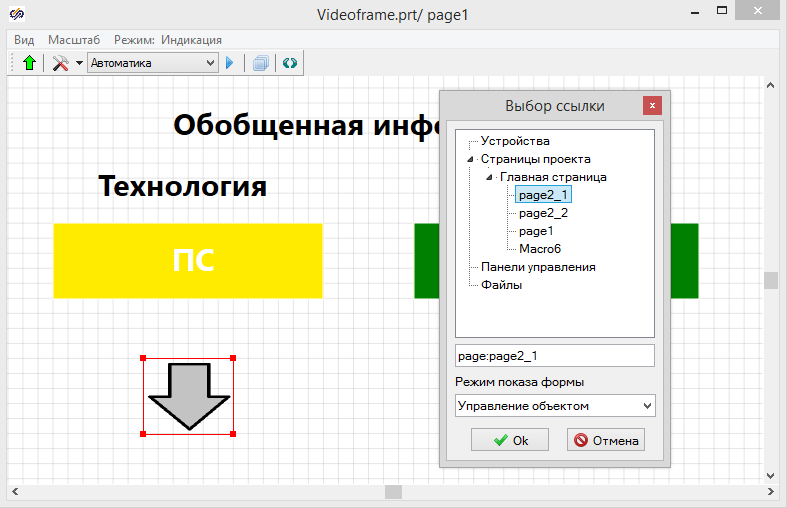 Videoframe.prt/ page1
Вид Масштаб Режим: Индикация
Автоматика
Обобщенная инф
Технология
ПС
Выбор ссылки
Устройства
Страницы проекта
Главная страница
page2_1
page2_2
page1
Macro6
Панели управления
Файлы
page:page2_1
Режим показа формы
Управление объектом
Ok Отмена